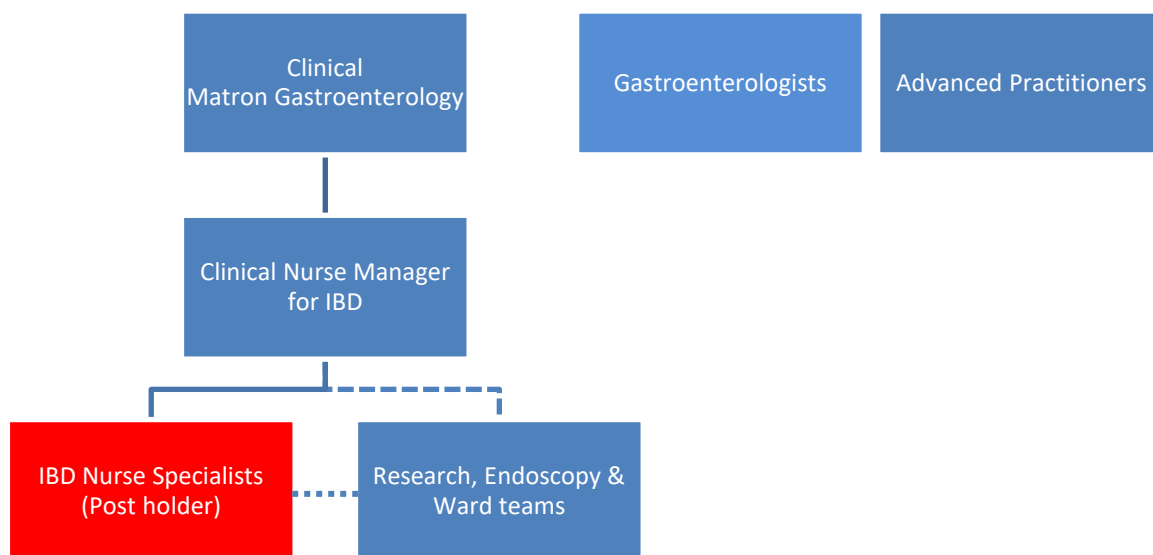 Clinical
Matron Gastroenterology
Gastroenterologists
Advanced Practitioners
Clinical Nurse Manager
for IBD
IBD Nurse Specialists
(Post holder)
Research, Endoscopy &
Ward teams